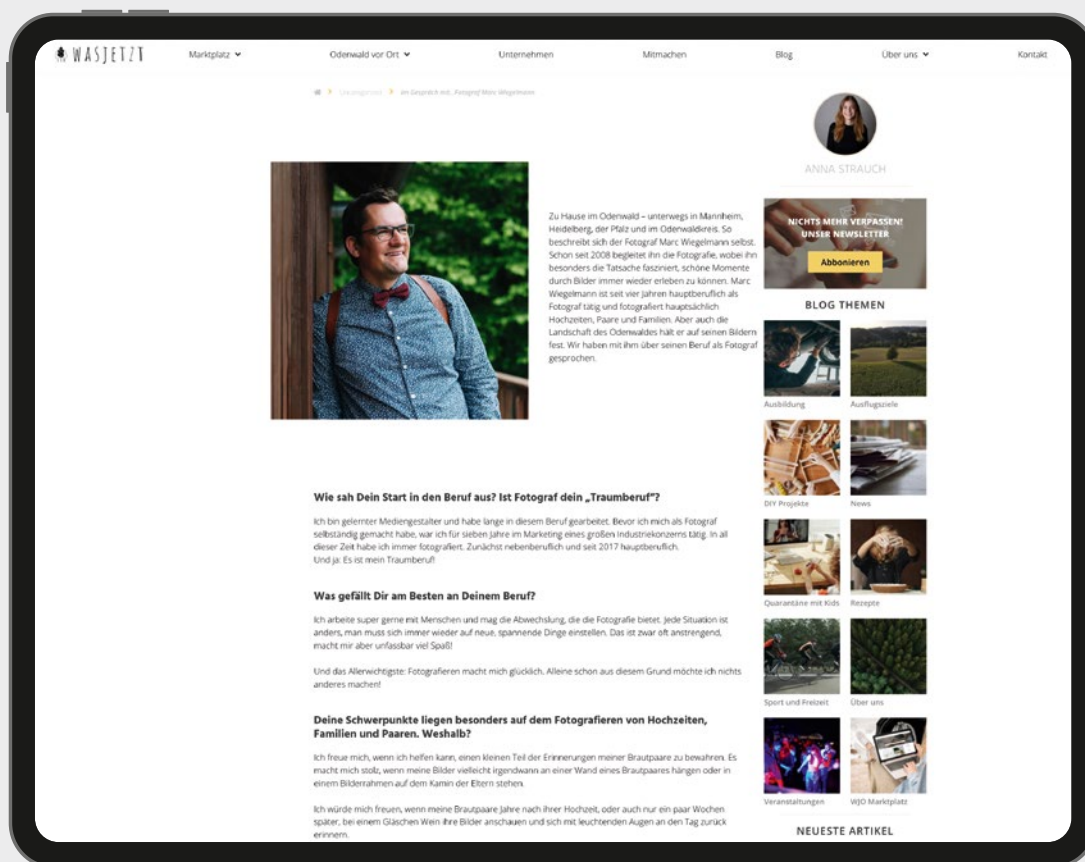 WASJETZT
Marktplatz
Odenwald vor Ort
Unternehmen
Mitmachen
Blog
Über uns
Kontakt
Uncategorized
Im Gespräch mit...Fotograf Marc Wiegelmann
Zu Hause im Odenwald – unterwegs in Mannheim,
Heidelberg, der Pfalz und im Odenwaldkreis. So
beschreibt sich der Fotograf Marc Wiegelmann selbst.
Schon seit 2008 begleitet ihn die Fotografie, wobei ihn
besonders die Tatsache fasziniert, schöne Momente
durch Bilder immer wieder erleben zu können. Marc
Wiegelmann ist seit vier Jahren hauptberuflich als
Fotograf tätig und fotografiert hauptsächlich
Hochzeiten, Paare und Familien. Aber auch die
Landschaft des Odenwaldes hält er auf seinen Bildern
fest. Wir haben mit ihm über seinen Beruf als Fotograf
gesprochen.
Wie sah Dein Start in den Beruf aus? Ist Fotograf dein „Traumberuf“?
Ich bin gelernter Mediengestalter und habe lange in diesem Beruf gearbeitet. Bevor ich mich als Fotograf
selbständig gemacht habe, war ich für sieben Jahre im Marketing eines großen Industriekonzerns tätig. In all
dieser Zeit habe ich immer fotografiert. Zunächst nebenberuflich und seit 2017 hauptberuflich.
Und ja: Es ist mein Traumberuf!
Was gefällt Dir am Besten an Deinem Beruf?
Ich arbeite super gerne mit Menschen und mag die Abwechslung, die die Fotografie bietet. Jede Situation ist
anders, man muss sich immer wieder auf neue, spannende Dinge einstellen. Das ist zwar oft anstrengend,
macht mir aber unfassbar viel Spaß!
Und das Allerwichtigste: Fotografieren macht mich glücklich. Alleine schon aus diesem Grund möchte ich nichts
anderes machen!
Deine Schwerpunkte liegen besonders auf dem Fotografieren von Hochzeiten,
Familien und Paaren. Weshalb?
Ich freue mich, wenn ich helfen kann, einen kleinen Teil der Erinnerungen meiner Brautpaare zu bewahren. Es
macht mich stolz, wenn meine Bilder vielleicht irgendwann an einer Wand eines Brautpaares hängen oder in
einem Bilderrahmen auf dem Kamin der Eltern stehen.
Ich würde mich freuen, wenn meine Brautpaare Jahre nach ihrer Hochzeit, oder auch nur ein paar Wochen
später, bei einem Gläschen Wein ihre Bilder anschauen und sich mit leuchtenden Augen an den Tag zurück
erinnern.
ANNA STRAUCH
NICHTS MEHR VERPASSEN!
UNSER NEWSLETTER
Abbonieren
BLOG THEMEN
Ausbildung
Ausflugsziele
DIY Projekte
News
Quarantäne mit Kids
Rezepte
Sport und Freizeit
Über uns
Veranstaltungen
WJO Marktplatz
NEUESTE ARTIKEL